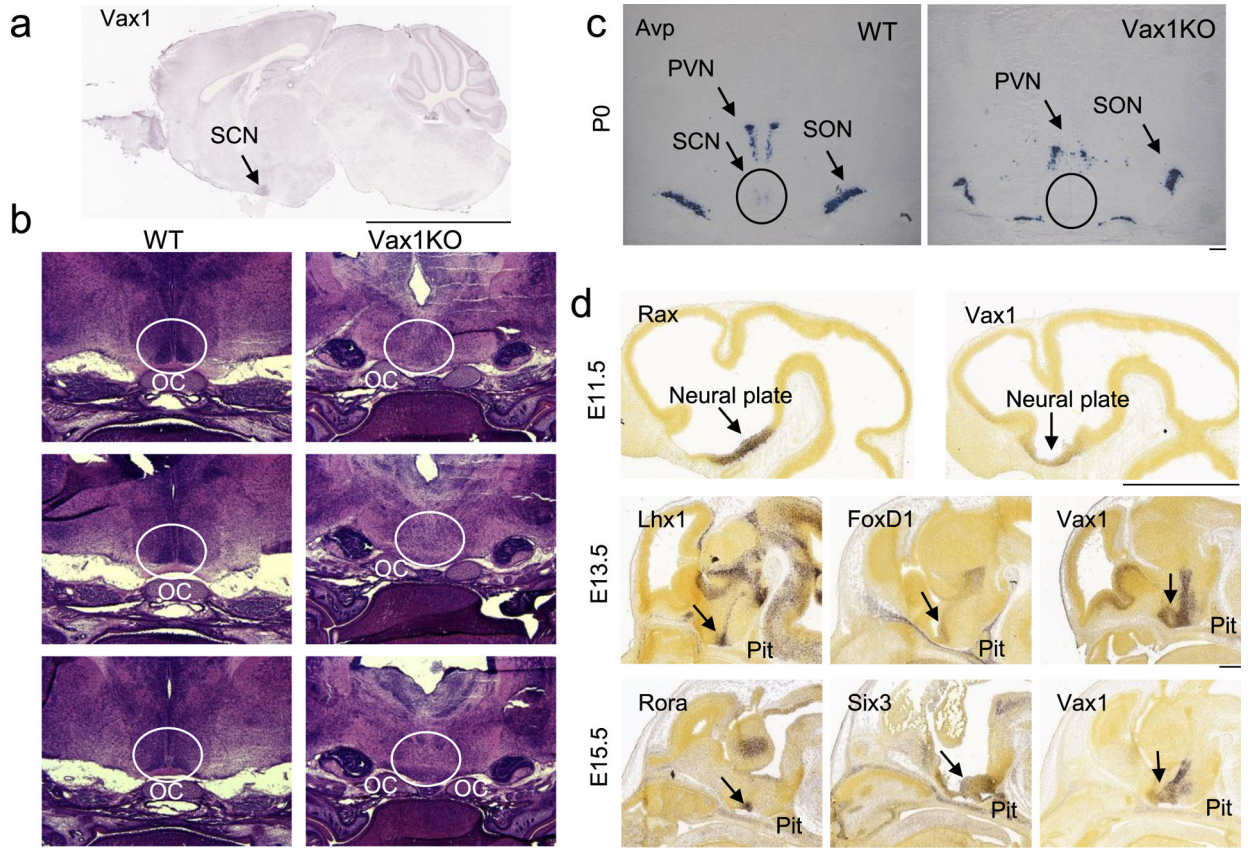 a
Vax1
SCN
b
WT
Vax1KO
OC
OC
OC
OC
OC
OC
OC
c
P0
Avp
WT
PVN
SCN
SON
Vax1KO
PVN
SON
d
E11.5
Rax
Neural plate
Vax1
Neural plate
E13.5
Lhx1
Pit
FoxD1
Pit
Vax1
Pit
E15.5
Rora
Pit
Six3
Pit
Vax1
Pit